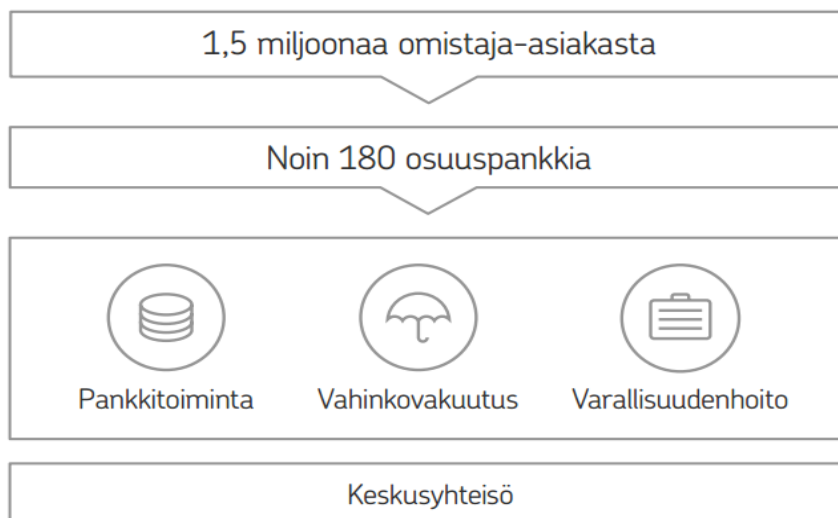 1,5 miljoonaa omistaja-asiakasta
Noin 180 osuuspankkia
Pankkitoiminta
Vahinkovakuutus
Varallisuudenhoito
Keskusyhteisö